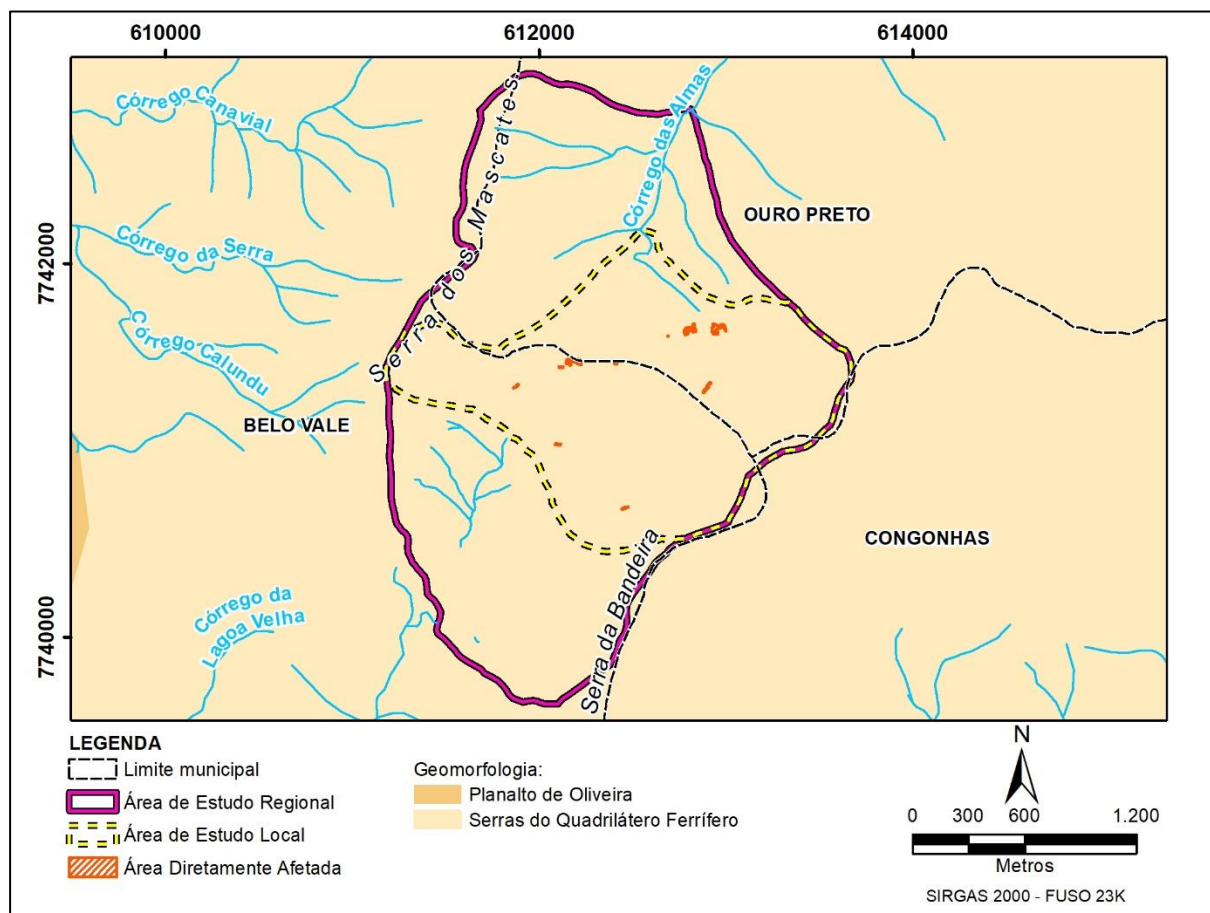 610000
612000
614000
7742000
7740000
Córrego Canavial
Serra dos Mascates
Córrego das Almas
OURO PRETO
Córrego da Serra
Córrego Calundu
BELO VALE
CONGONHAS
Serra da Bandeira
Córrego da
Lagoa Velha
LEGENDA
Limite municipal
Área de Estudo Regional
Área de Estudo Local
Área Diretamente Afetada
Geomorfologia:
Planalto de Oliveira
Serras do Quadrilátero Ferrífero
N
0 300 600 1.200
Metros
SIRGAS 2000 - FUSO 23K